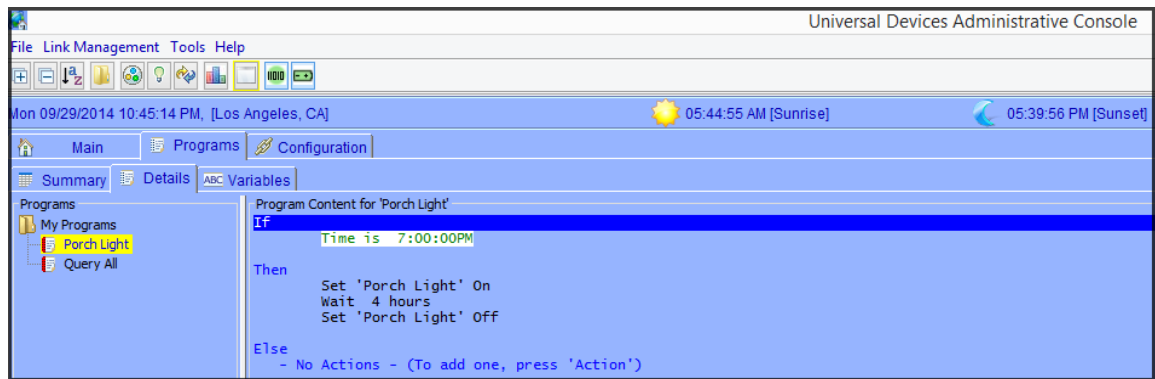 Universal Devices Administrative Console
File Link Management Tools Help
Mon 09/29/2014 10:45:14 PM, [Los Angeles, CA] 05:44:55 AM [Sunrise] 05:39:56 PM [Sunset]
Main Programs Configuration
Summary Details ABC Variables
Programs
My Programs
Porch Light
Query All
Program Content for 'Porch Light'
If
Time is 7:00:00PM
Then
Set 'Porch Light' On
Wait 4 hours
Set 'Porch Light' Off
Else
- No Actions - (To add one, press 'Action')